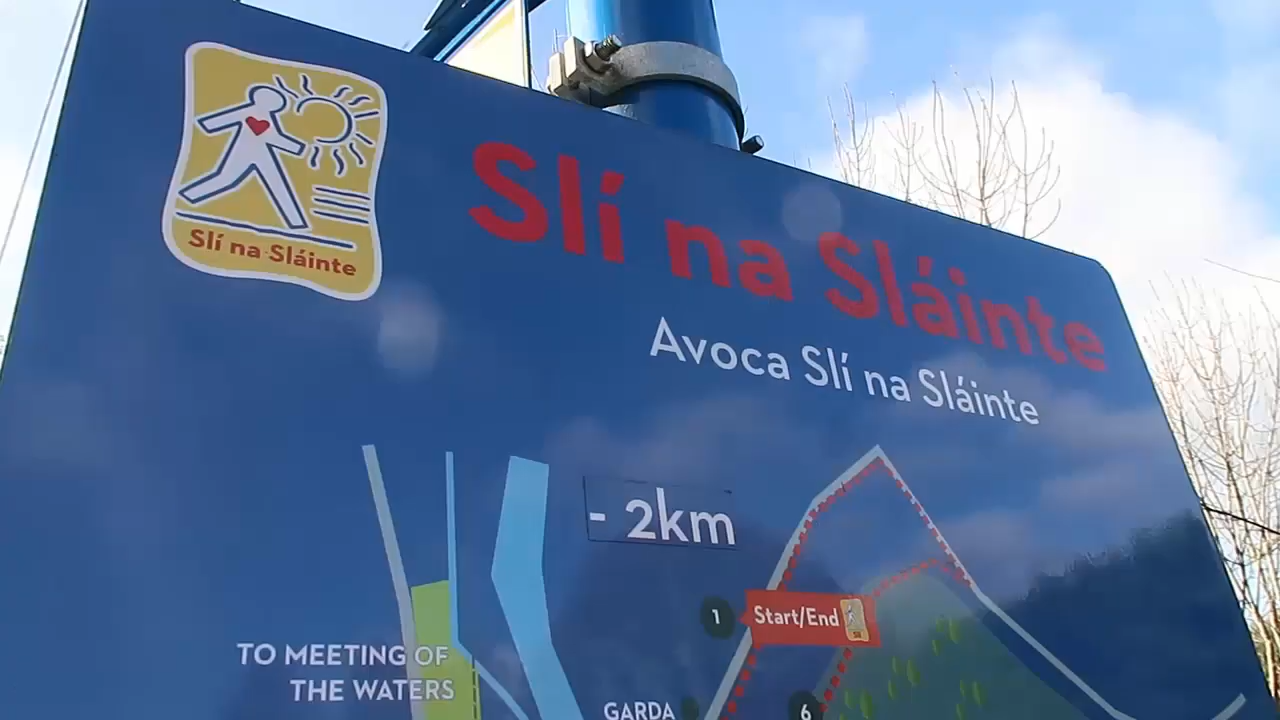 Slí na Sláinte
Slí na Sláinte
Avoca Slí na Sláinte
- 2km
1
Start/End
TO MEETING OF
THE WATERS
GARDA
6